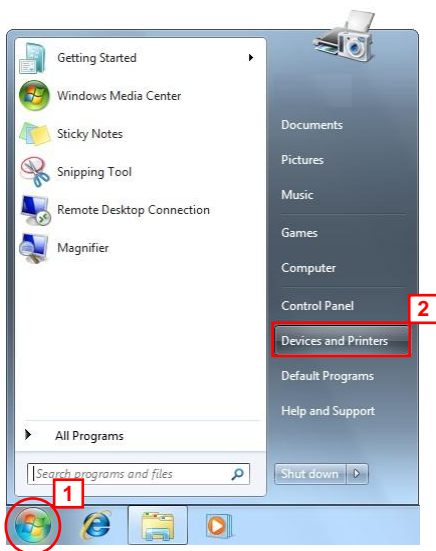 Getting Started
Windows Media Center
Sticky Notes
Snipping Tool
Remote Desktop Connection
Magnifier
All Programs
Search programs and files
1
Documents
Pictures
Music
Games
Computer
Control Panel
2
Devices and Printers
Default Programs
Help and Support
Shut down